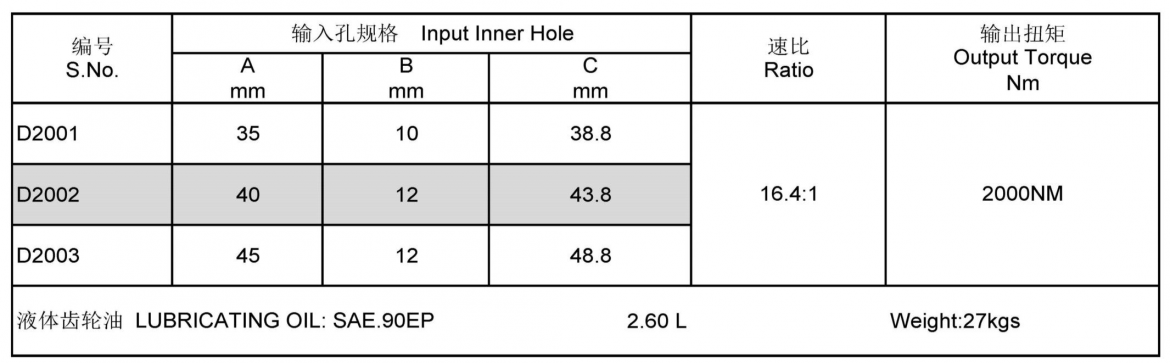 编号
S.No.
输入孔规格 Input Inner Hole
速比
Ratio
输出扭矩
Output Torque
Nm
A
mm
B
mm
C
mm
D2001 35 10 38.8
D2002 40 12 43.8 16.4:1 2000NM
D2003 45 12 48.8
液体齿轮油 LUBRICATING OIL: SAE.90EP 2.60 L Weight:27kgs